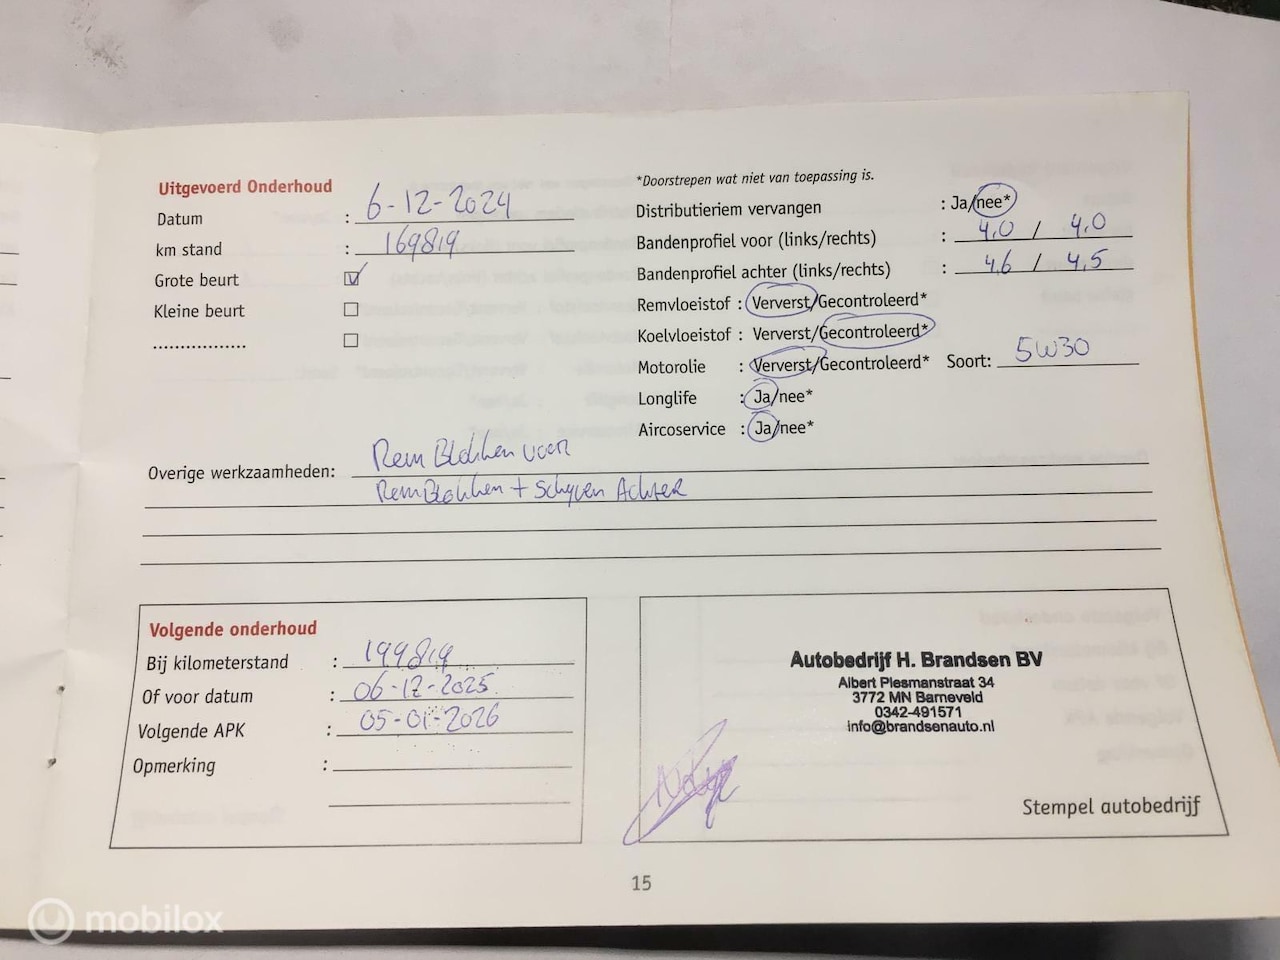 Uitgevoerd Onderhoud
Datum : 6-12-2024
km stand : 169819
Grote beurt
Kleine beurt
................
*Doorstrepen wat niet van toepassing is.
Distributieriem vervangen : Ja/nee*
Bandenprofiel voor (links/rechts) : 4,0 / 4,0
Bandenprofiel achter (links/rechts) : 4,6 / 4,5
Remvloeistof : Ververst/Gecontroleerd*
Koelvloeistof : Ververst/Gecontroleerd*
Motorolie : Ververst/Gecontroleerd* Soort: 5W30
Longlife : Ja/nee*
Aircoservice : Ja/nee*
Overige werkzaamheden: Rem Blokken voor
Rem Blokken + Schyven Achter
Volgende onderhoud
Bij kilometerstand : 199819
Of voor datum : 06-12-2025
Volgende APK : 05-01-2026
Opmerking :
Autobedrijf H. Brandsen BV
Albert Plesmanstraat 34
3772 MN Barneveld
0342-491571
info@brandsenauto.nl
Stempel autobedrijf
15
mobilox